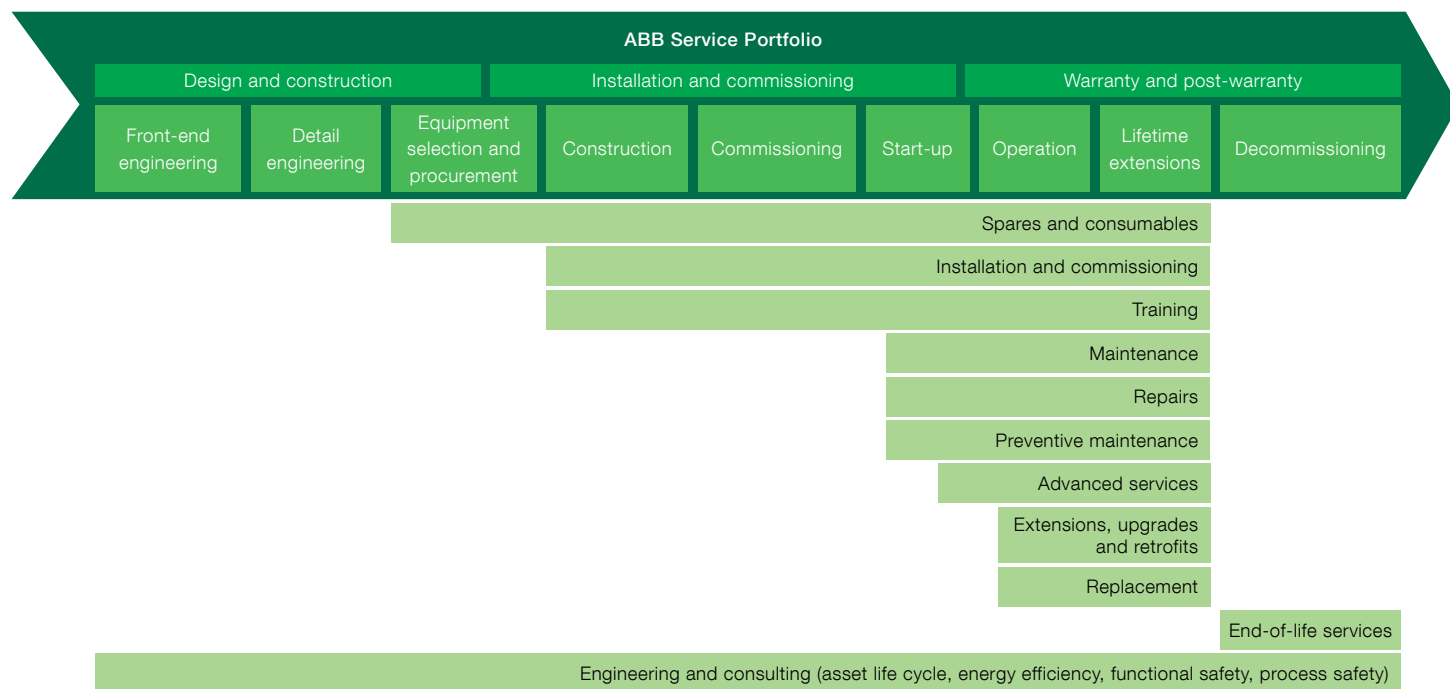 ABB Service Portfolio
Design and construction
Installation and commissioning
Warranty and post-warranty
Front-end
engineering
Detail
engineering
Equipment
selection and
procurement
Construction
Commissioning
Start-up
Operation
Lifetime
extensions
Decommissioning
Spares and consumables
Installation and commissioning
Training
Maintenance
Repairs
Preventive maintenance
Advanced services
Extensions, upgrades
and retrofits
Replacement
End-of-life services
Engineering and consulting (asset life cycle, energy efficiency, functional safety, process safety)